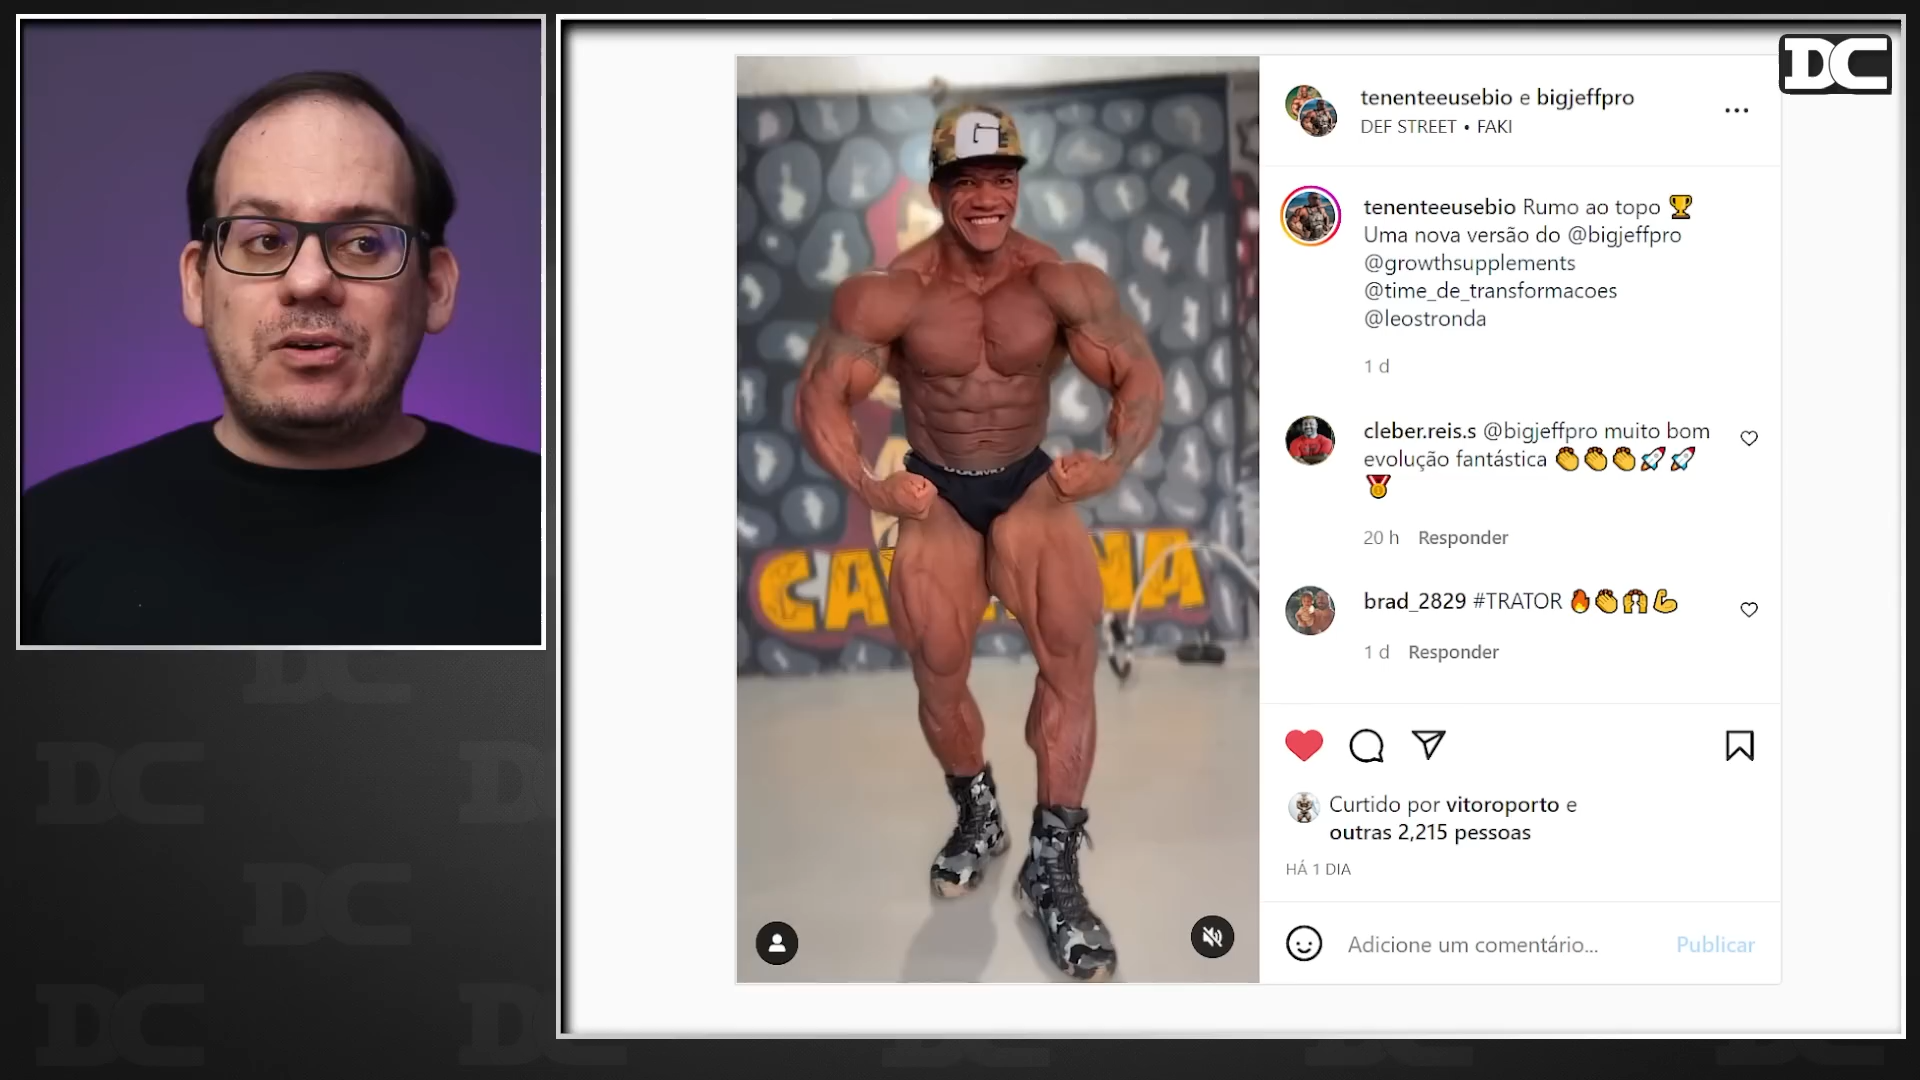 DC
tenenteeusebio e bigjeffpro
DEF STREET • FAKI
tenenteeusebio Rumo ao topo 🏆
Uma nova versão do @bigjeffpro
@growthsupplements
@time_de_transformacoes
@leostronda
1 d
cleber.reis.s @bigjeffpro muito bom
evolução fantástica 👏👏👏🚀🚀
🏅
20 h Responder
brad_2829 #TRATOR 🔥👏🙌💪
1 d Responder
Curtido por vitoroporto e
outras 2,215 pessoas
HÁ 1 DIA
Adicione um comentário... Publicar